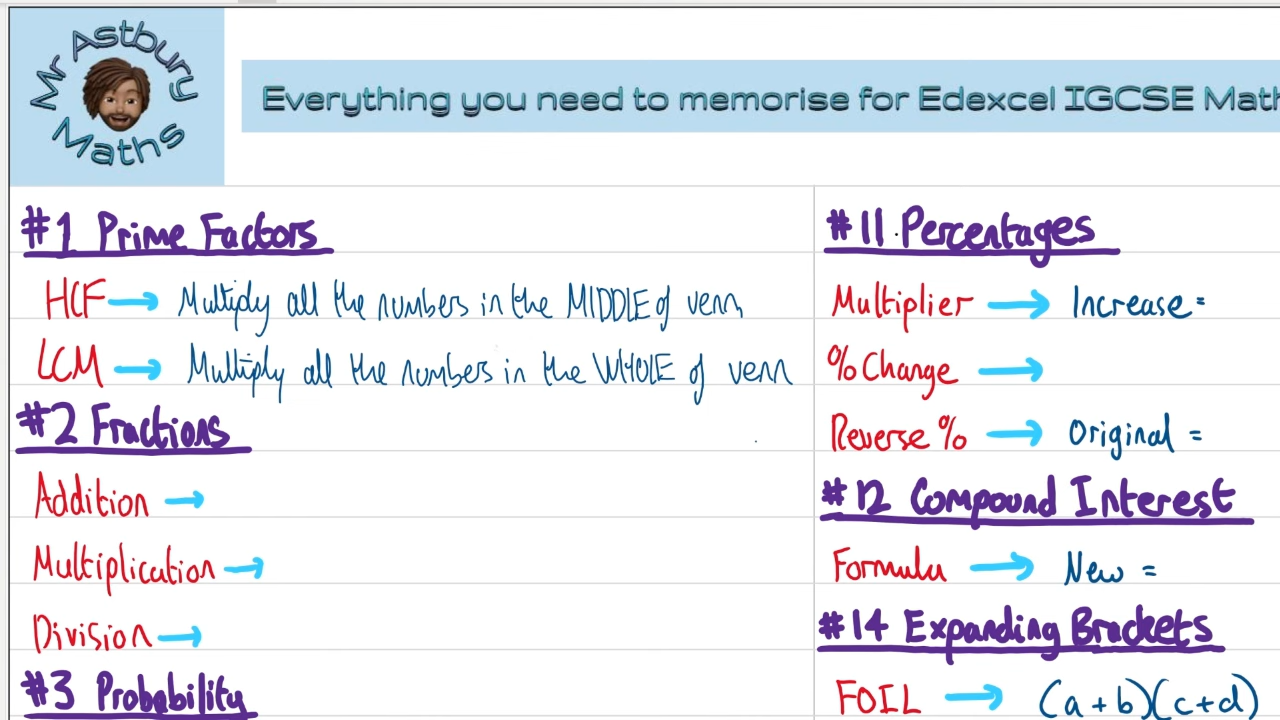 Mr Astbury
Maths
Everything you need to memorise for Edexcel IGCSE Math
#1 Prime Factors
HCF → Multiply all the numbers in the MIDDLE of venn
LCM → Multiply all the numbers in the WHOLE of venn
#2 Fractions
Addition →
Multiplication →
Division →
#3 Probability
#11 Percentages
Multiplier → Increase =
% Change →
Reverse % → Original =
#12 Compound Interest
Formula → New =
#14 Expanding Brackets
FOIL → (a+b)(c+d)